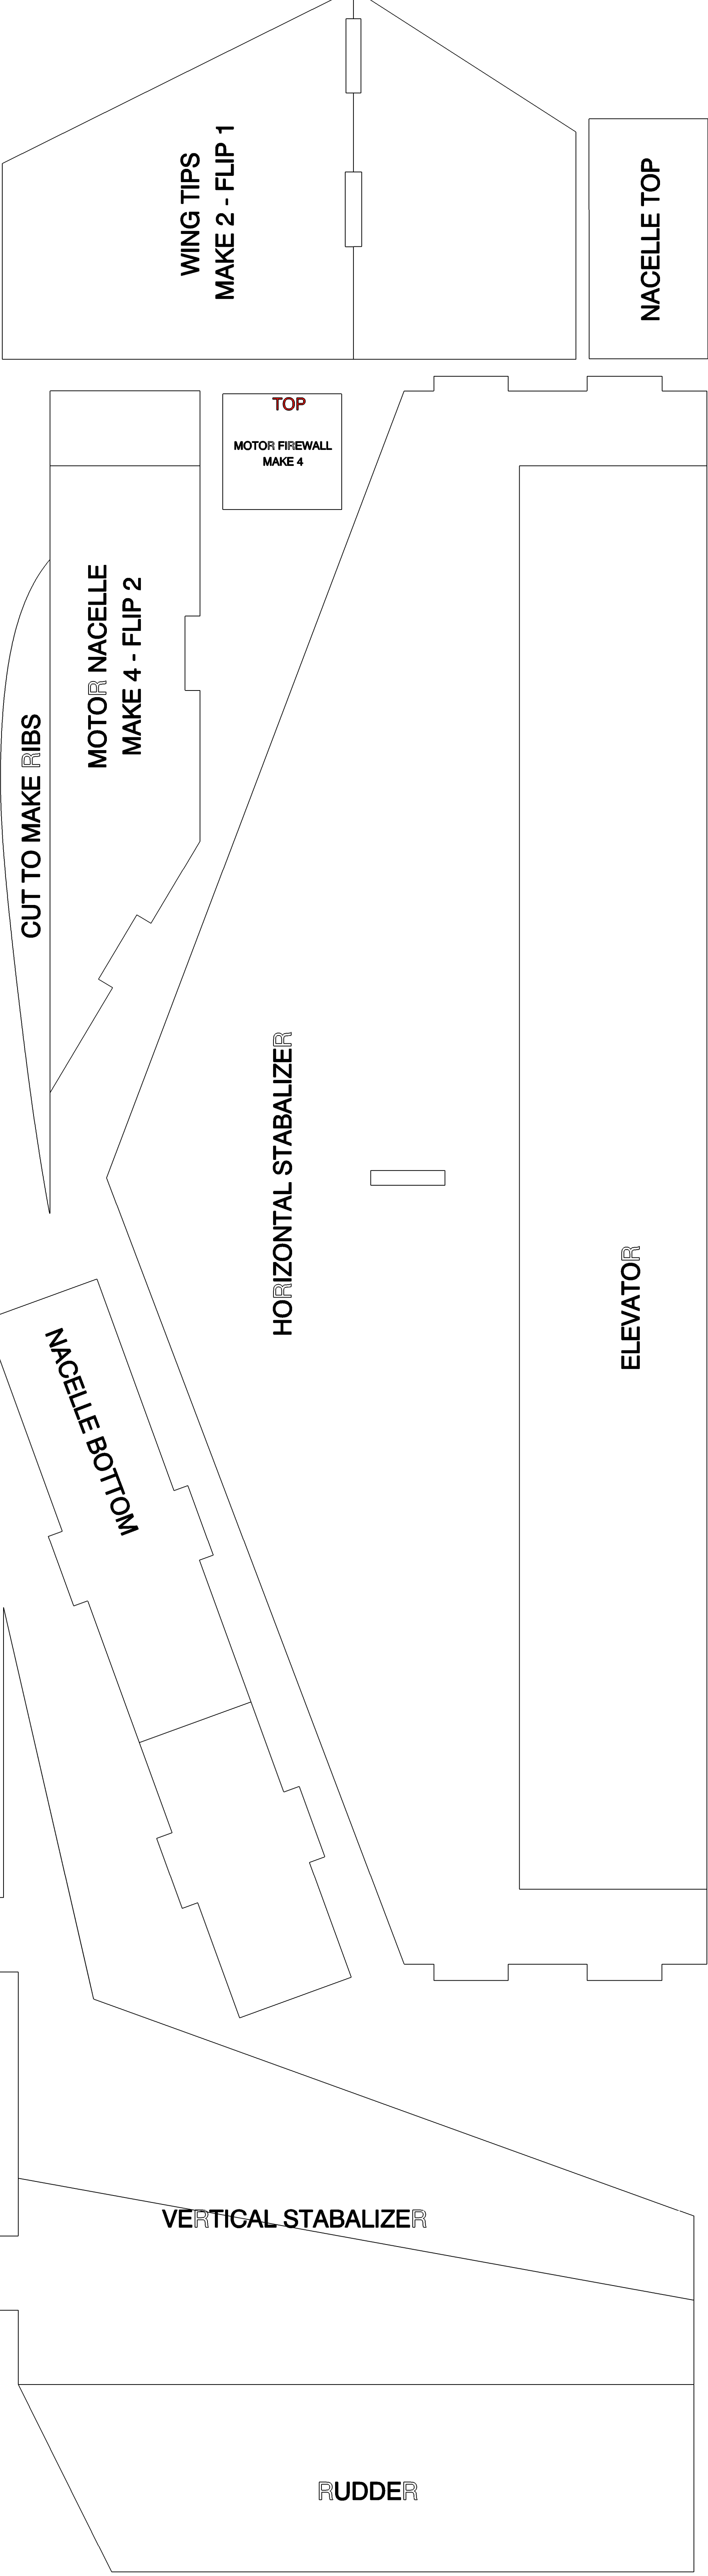 WING TIPS
MAKE 2 - FLIP 1
NACELLE TOP
TOP
MOTOR FIREWALL
MAKE 4
MOTOR NACELLE
MAKE 4 - FLIP 2
CUT TO MAKE RIBS
HORIZONTAL STABALIZER
ELEVATOR
NACELLE BOTTOM
VERTICAL STABALIZER
RUDDER